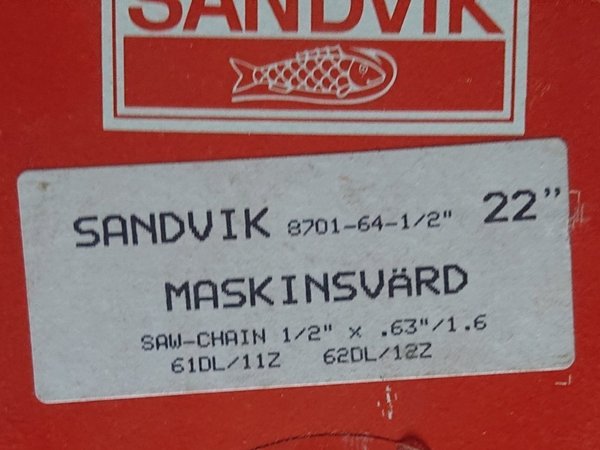 SANDVIK
SANDVIK 8701-64-1/2" 22"
MASKINSVÄRD
SAW-CHAIN 1/2" x .63"/1.6
61DL/11Z 62DL/12Z